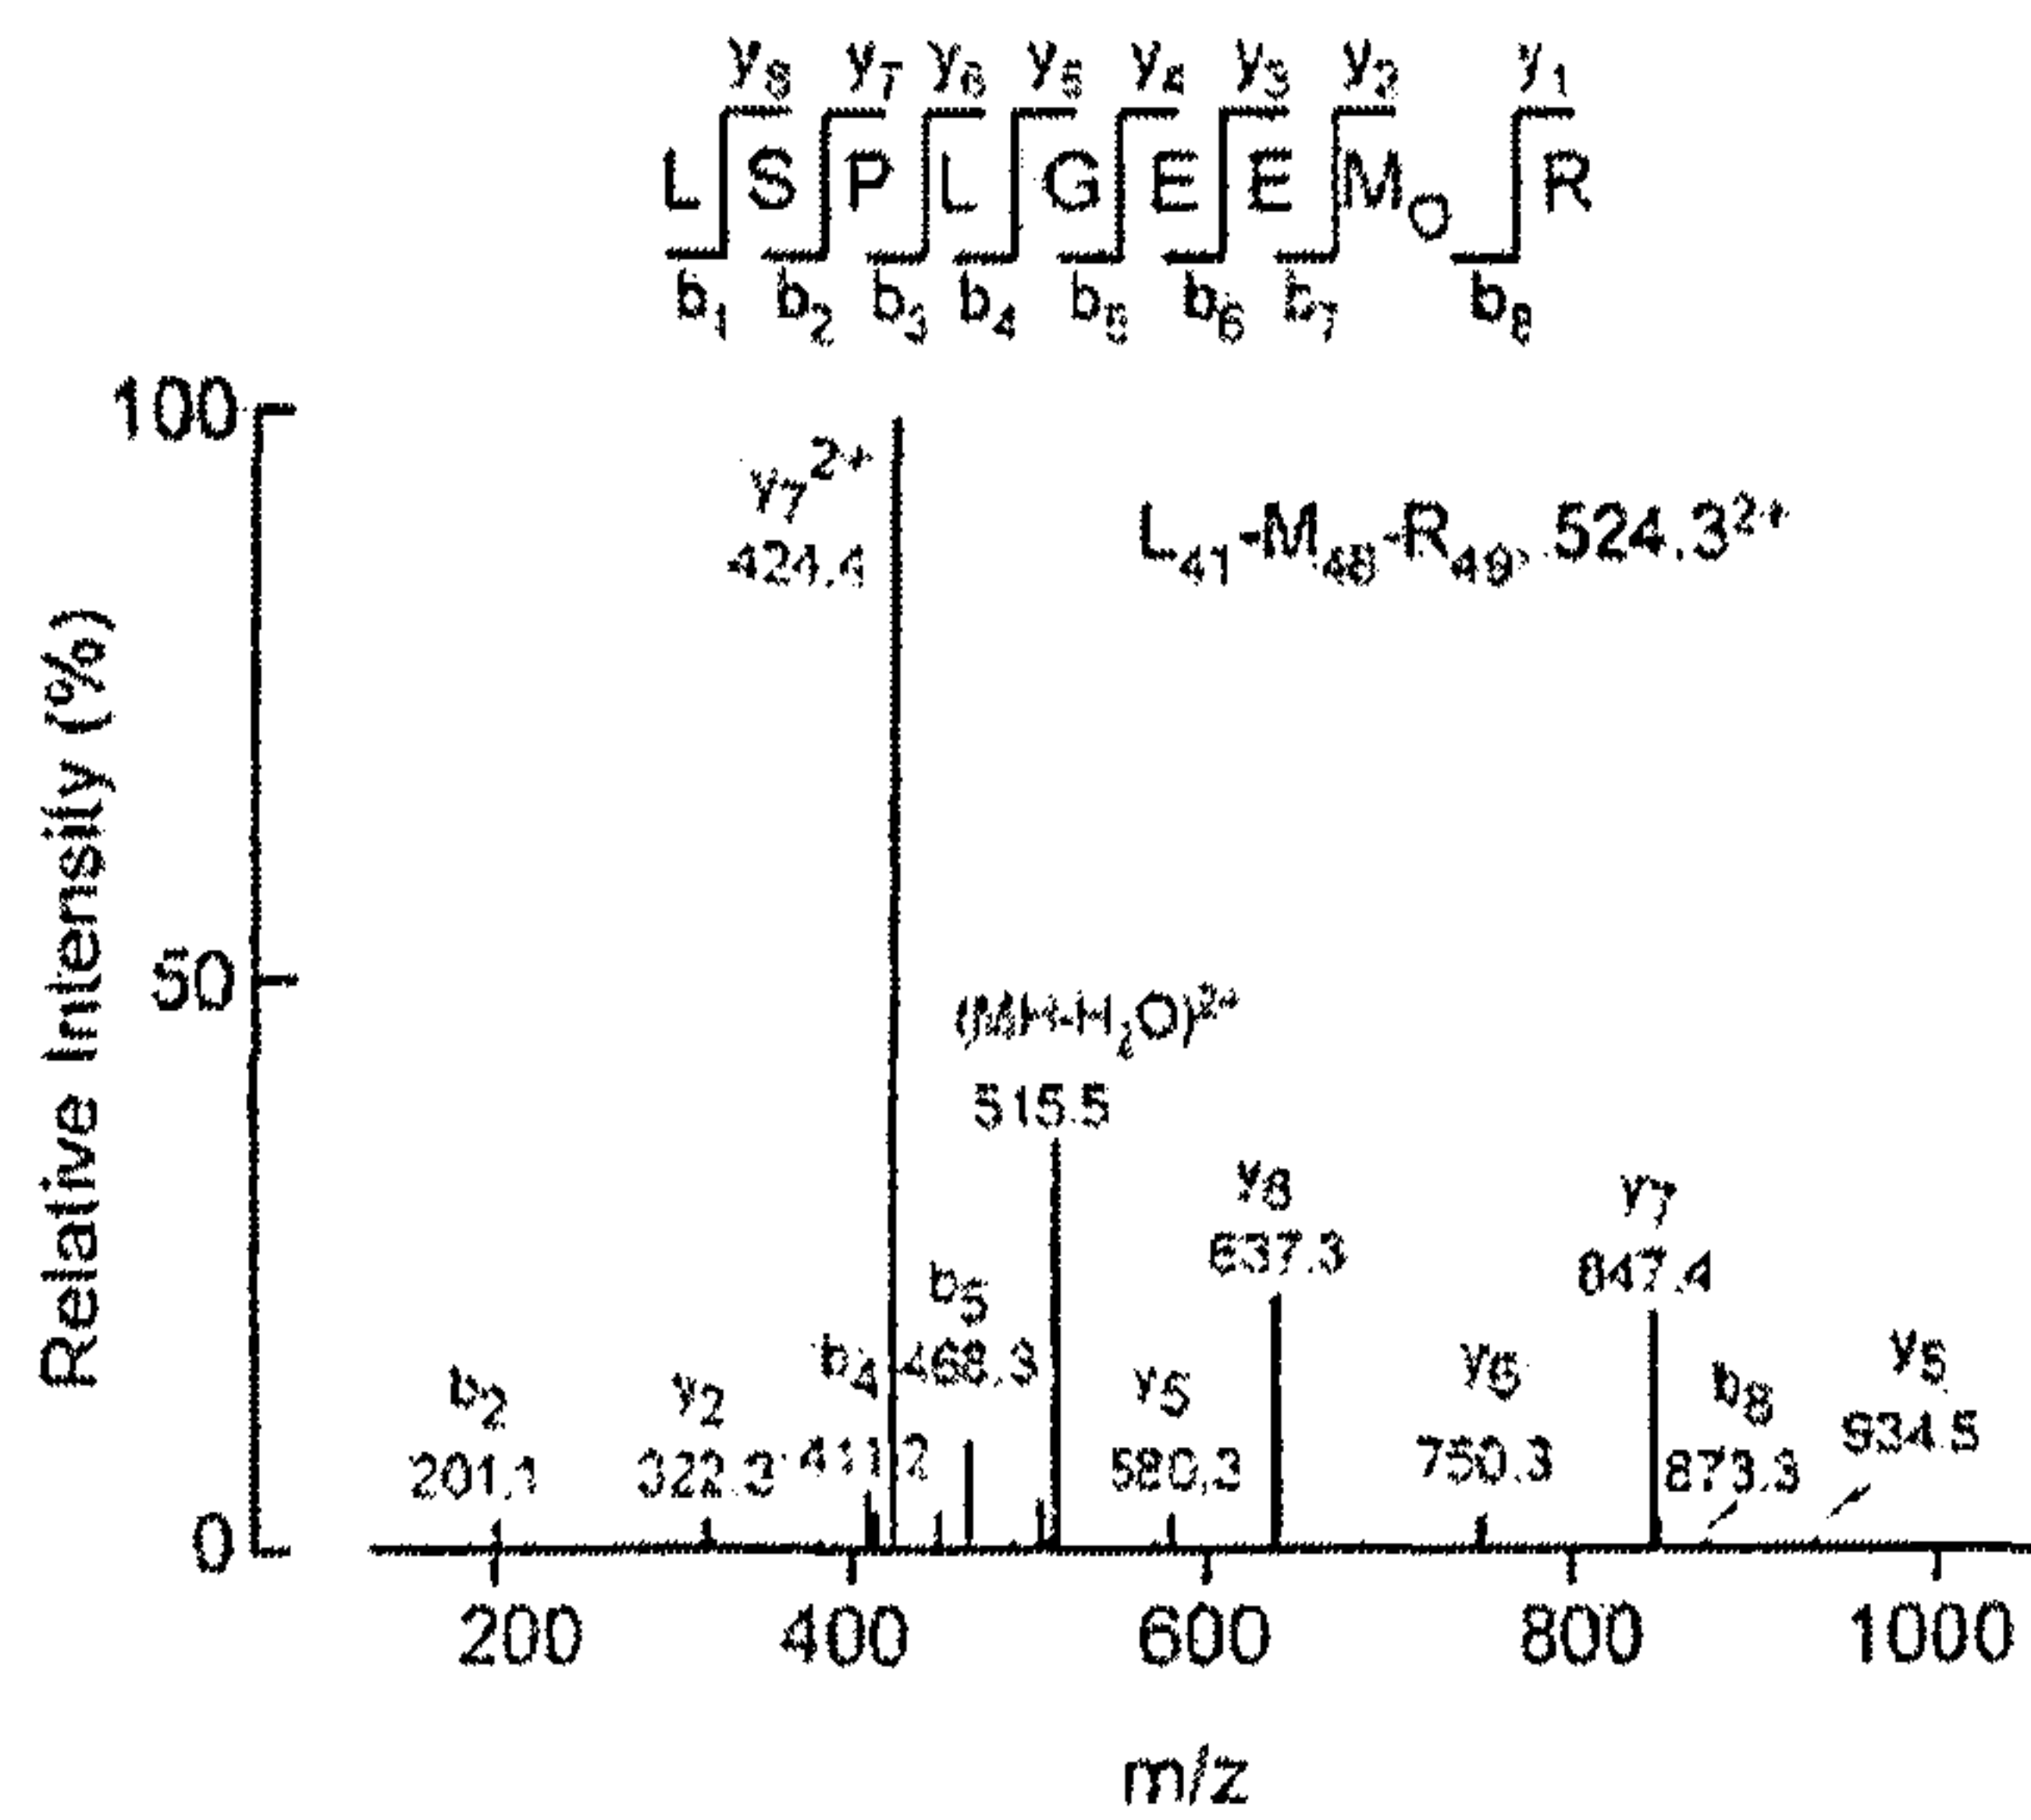 y8 y7 y6 y5 y4 y3 y2 y1
L S P L G E E MO R
b1 b2 b3 b4 b5 b6 b7 b8
100
y7 2+
424.4
L41-M48-R49, 524.3 2+
Relative Intensity (%)
50
(MH-H2O)2+
515.5
y8
637.3
y7
847.4
b5
468.3
b2
201.1
y2
322.3
b4
411.2
y5
580.3
y6
750.3
b8
873.3
y5
934.5
0
200 400 600 800 1000
m/z